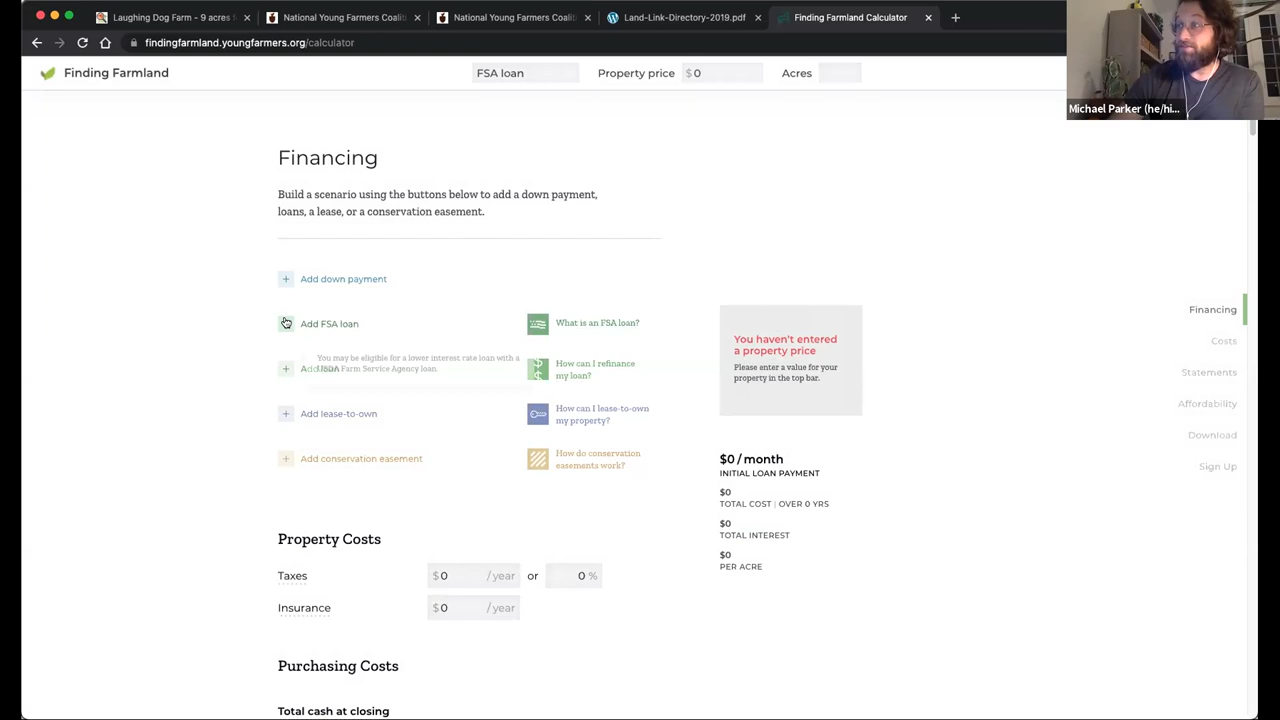 Laughing Dog Farm - 9 acres f
National Young Farmers Coaliti
National Young Farmers Coaliti
Land-Link-Directory-2019.pdf
Finding Farmland Calculator
findingfarmland.youngfarmers.org/calculator
Finding Farmland
FSA loan
Property price
$0
Acres
Michael Parker (he/hi...
Financing
Build a scenario using the buttons below to add a down payment,
loans, a lease, or a conservation easement.
+ Add down payment
Add FSA loan
What is an FSA loan?
You may be eligible for a lower interest rate loan with a
USDA Farm Service Agency loan.
+ Add loan
How can I refinance
my loan?
+ Add lease-to-own
How can I lease-to-own
my property?
+ Add conservation easement
How do conservation
easements work?
You haven't entered
a property price
Please enter a value for your
property in the top bar.
$0 / month
INITIAL LOAN PAYMENT
$0
TOTAL COST | OVER 0 YRS
$0
TOTAL INTEREST
$0
PER ACRE
Financing
Costs
Statements
Affordability
Download
Sign Up
Property Costs
Taxes
$0 / year or 0 %
Insurance
$0 / year
Purchasing Costs
Total cash at closing